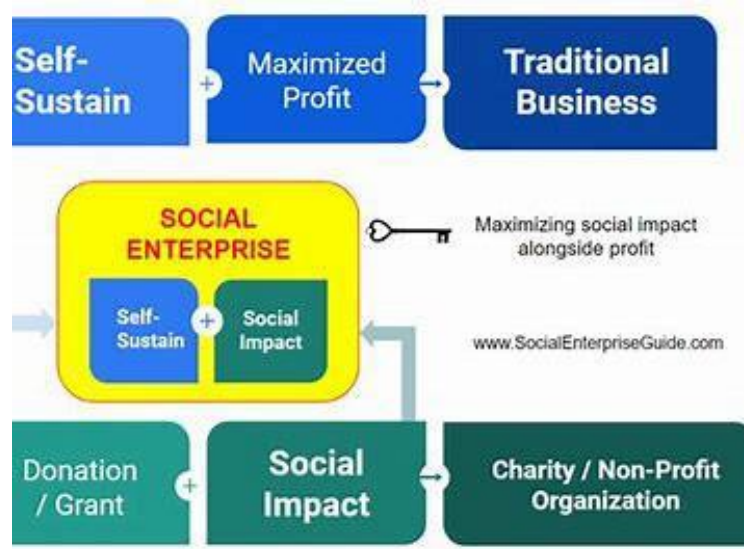 Self-
Sustain
+
Maximized
Profit
Traditional
Business
SOCIAL
ENTERPRISE
Self-
Sustain
+
Social
Impact
Maximizing social impact
alongside profit
www.SocialEnterpriseGuide.com
Donation
/ Grant
+
Social
Impact
Charity / Non-Profit
Organization